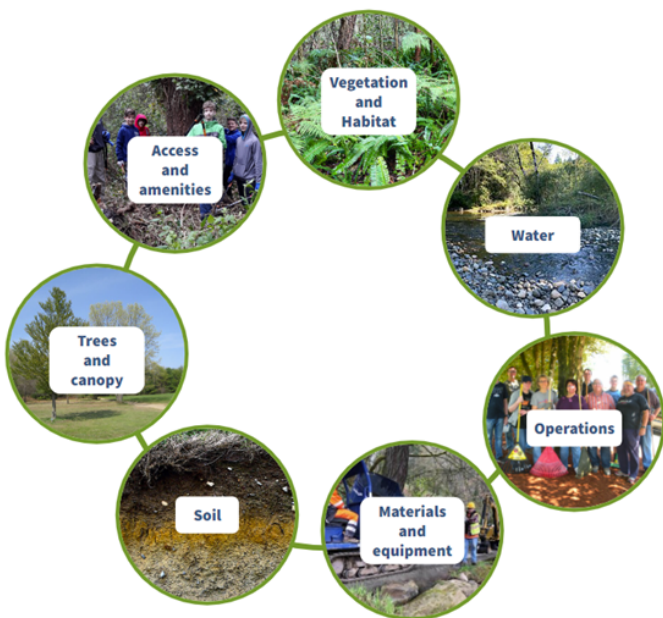 Vegetation
and
Habitat
Access
and
amenities
Water
Trees
and
canopy
Operations
Soil
Materials
and
equipment